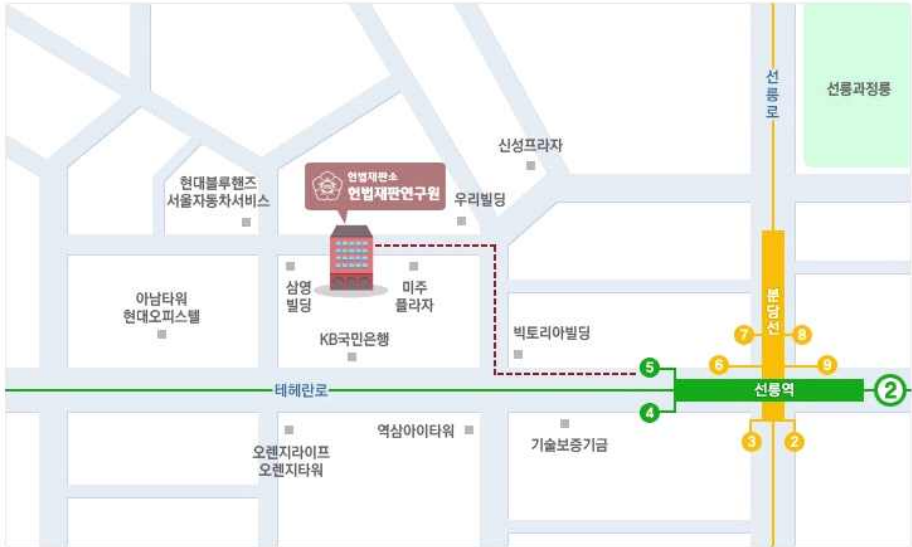 선릉로
선릉과정릉
신성프라자
헌법재판소
헌법재판연구원
현대블루핸즈
서울자동차서비스
우리빌딩
삼영
빌딩
미주
플라자
아남타워
현대오피스텔
KB국민은행
빅토리아빌딩
분당선
7
8
6
9
5
테헤란로
선릉역
2
4
3
2
오렌지라이프
오렌지타워
역삼아이타워
기술보증기금